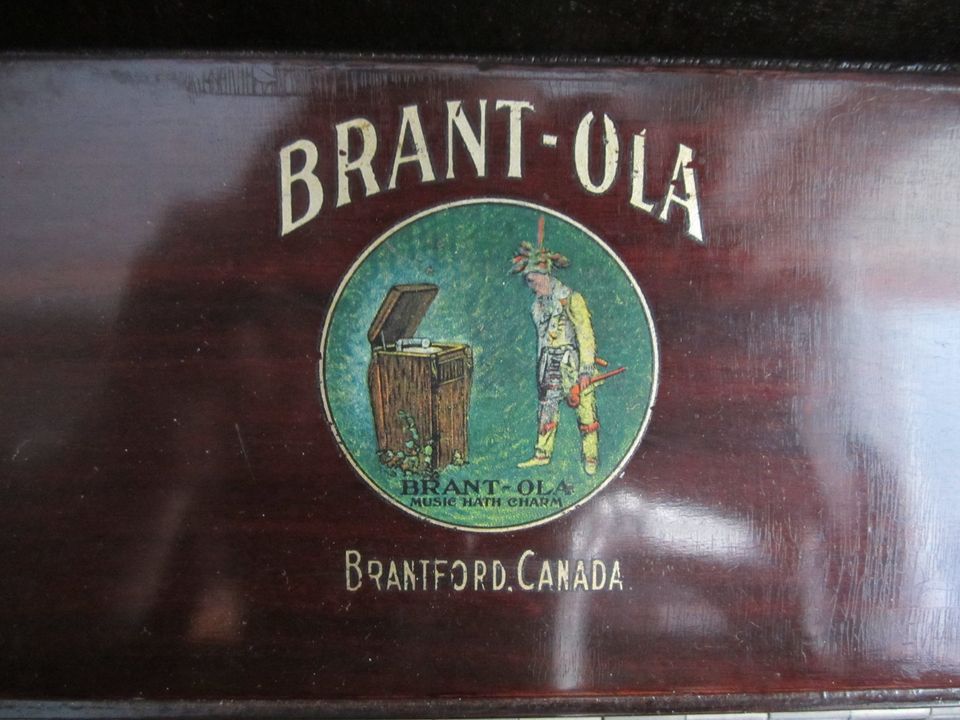 BRANT-OLA
BRANT-OLA
MUSIC HATH CHARM
BRANTFORD, CANADA